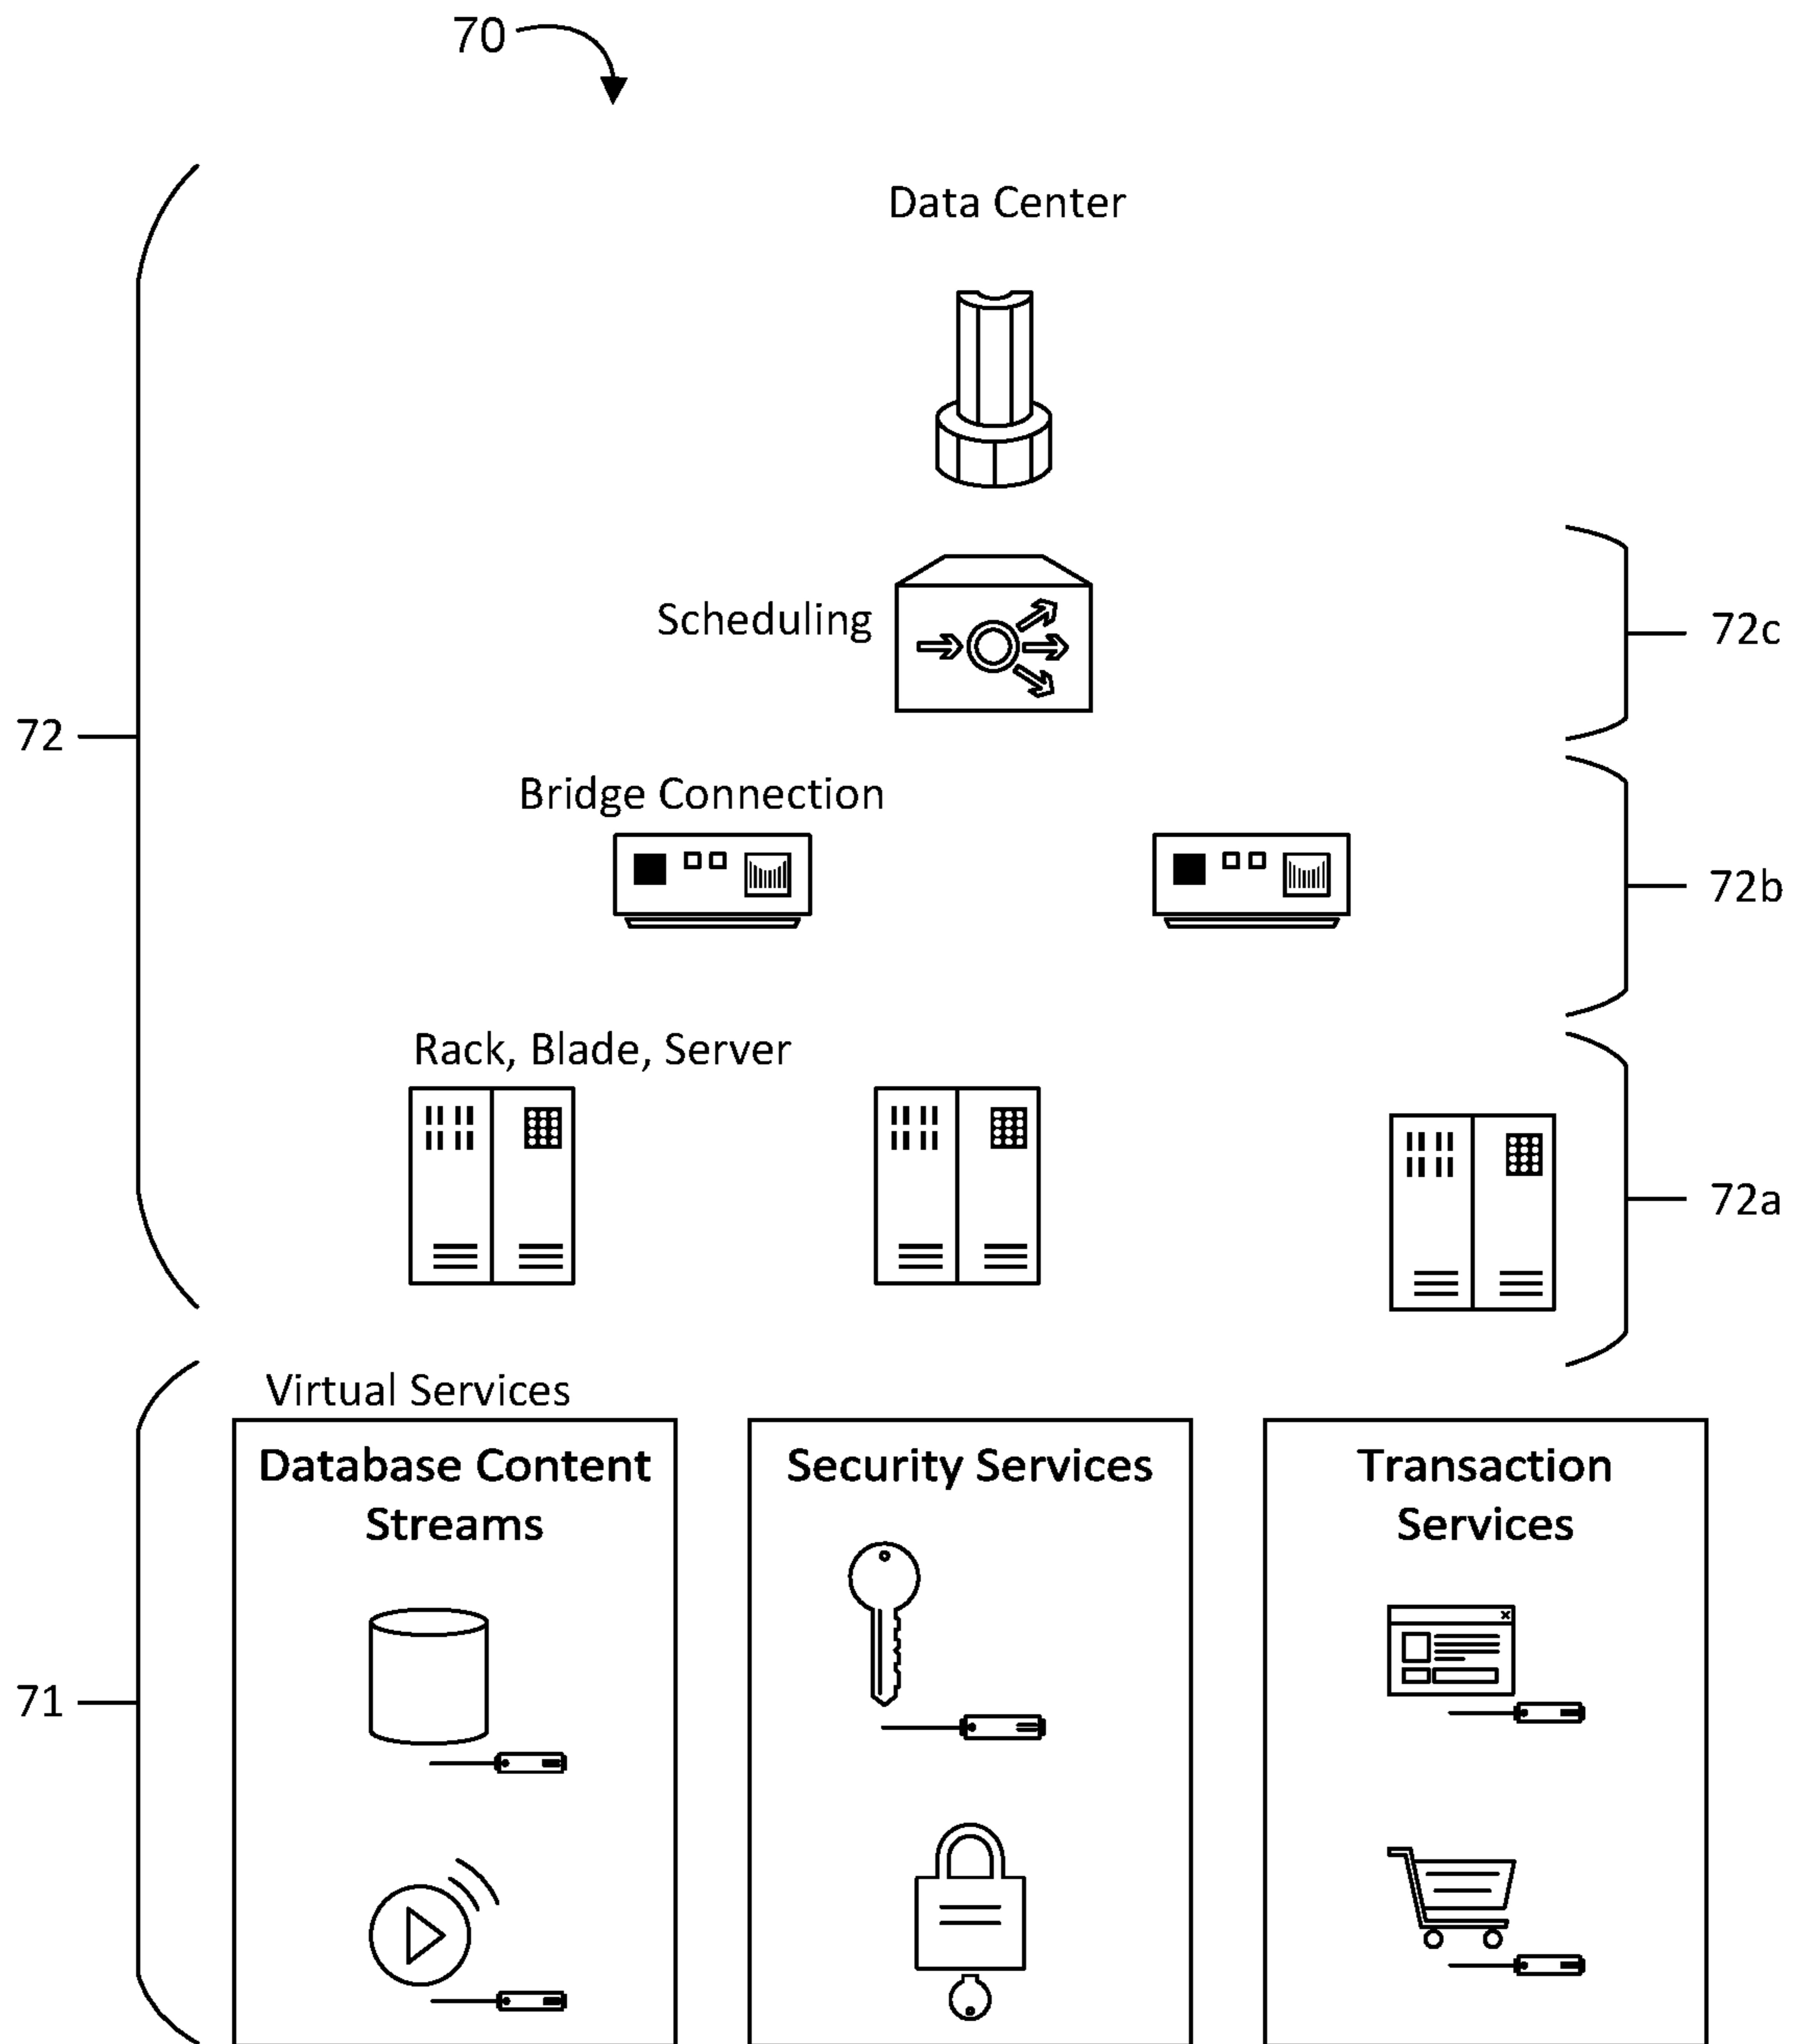 70
Data Center
Scheduling
72c
72
Bridge Connection
72b
Rack, Blade, Server
72a
Virtual Services
Database Content
Streams
Security Services
Transaction
Services
71